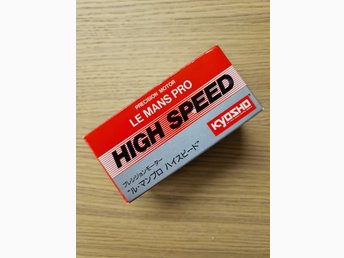 PRECISION MOTOR
LE MANS PRO
HIGH SPEED
KYOSHO
プレシジョンモーター
"ル・マンプロ ハイスピード"